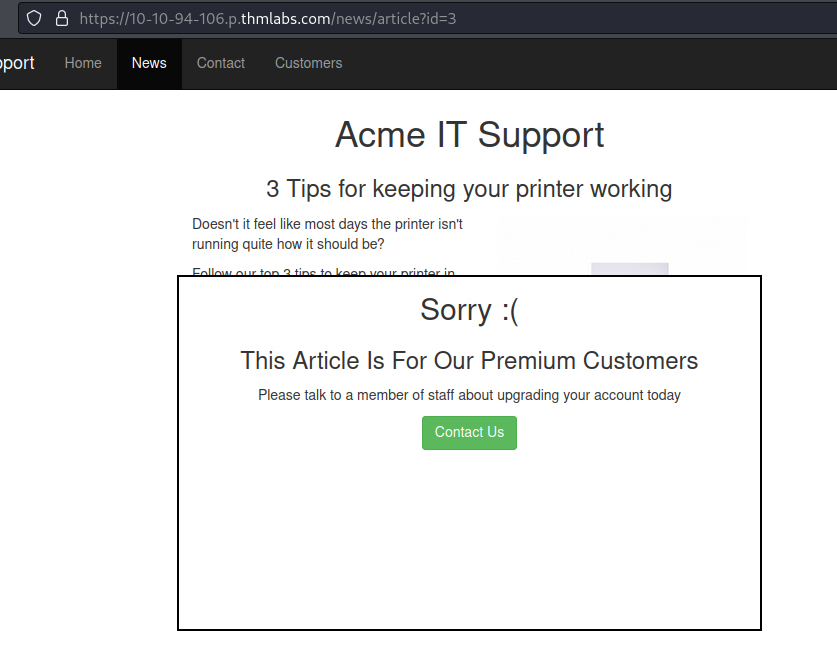 https://10-10-94-106.p.thmlabs.com/news/article?id=3
pport Home News Contact Customers
Acme IT Support
3 Tips for keeping your printer working
Doesn't it feel like most days the printer isn't
running quite how it should be?
Follow our top 3 tips to keep your printer in
Sorry :(
This Article Is For Our Premium Customers
Please talk to a member of staff about upgrading your account today
Contact Us